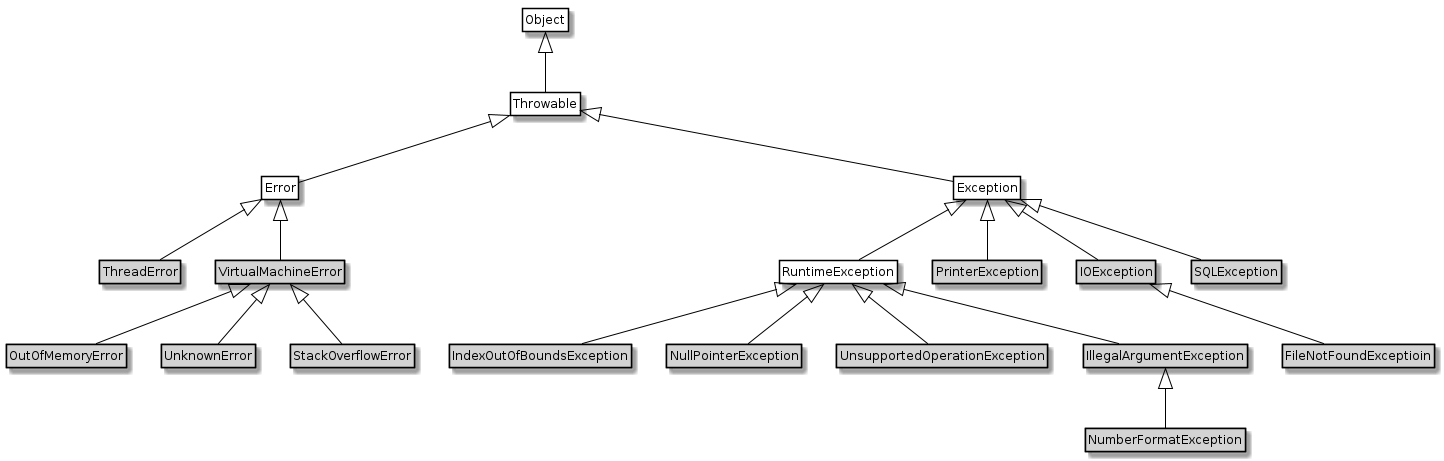 Object
Throwable
Error
Exception
ThreadError
VirtualMachineError
RuntimeException
PrinterException
IOException
SQLException
OutOfMemoryError
UnknownError
StackOverflowError
IndexOutOfBoundsException
NullPointerException
UnsupportedOperationException
IllegalArgumentException
FileNotFoundExceptioin
NumberFormatException